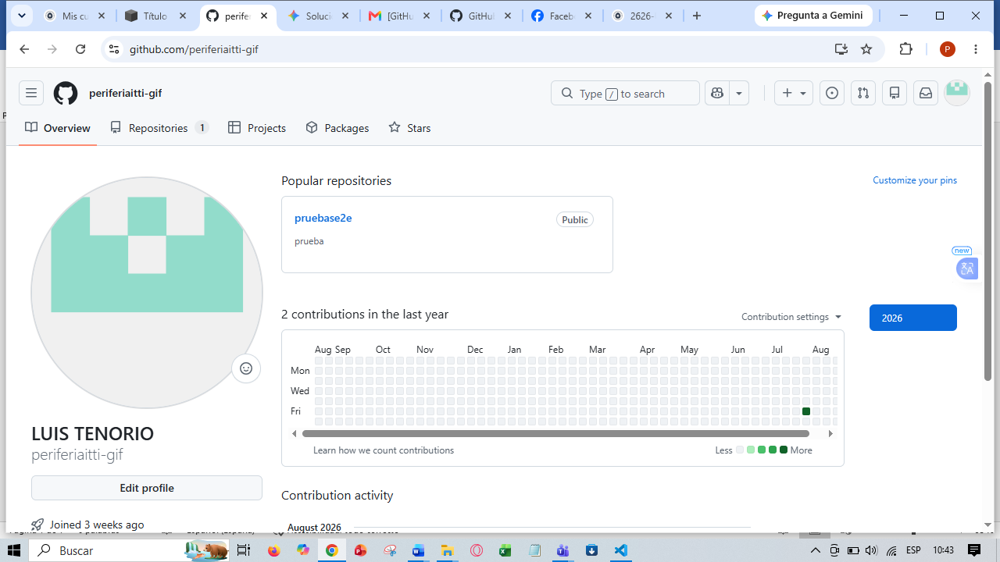 Mis cu
Título
perifer
Solucio
[GitHu
GitHul
Faceb
2626-
Pregunta a Gemini
github.com/periferiaitti-gif
P
periferiaitti-gif
Type / to search
Overview
Repositories 1
Projects
Packages
Stars
Popular repositories
Customize your pins
pruebase2e
Public
prueba
new
2 contributions in the last year
Contribution settings
2026
Aug Sep Oct Nov Dec Jan Feb Mar Apr May Jun Jul Aug
Mon
Wed
Fri
Learn how we count contributions
Less
More
LUIS TENORIO
periferiaitti-gif
Edit profile
Joined 3 weeks ago
Contribution activity
August 2026
Buscar
ESP
10:43